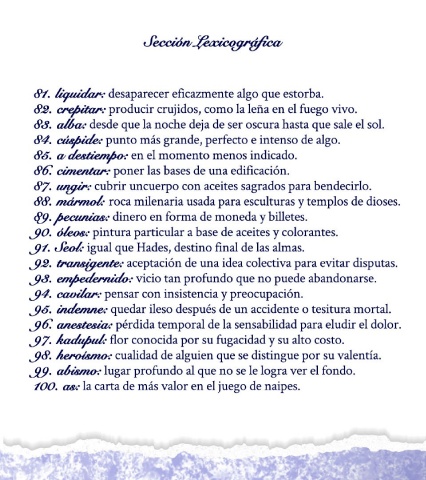 Sección Lexicográfica
81. liquidar: desaparecer eficazmente algo que estorba.
82. crepitar: producir crujidos, como la leña en el fuego vivo.
83. alba: desde que la noche deja de ser oscura hasta que sale el sol.
84. cúspide: punto más grande, perfecto e intenso de algo.
85. a destiempo: en el momento menos indicado.
86. cimentar: poner las bases de una edificación.
87. ungir: cubrir uncuerpo con aceites sagrados para bendecirlo.
88. mármol: roca milenaria usada para esculturas y templos de dioses.
89. pecunias: dinero en forma de moneda y billetes.
90. óleos: pintura particular a base de aceites y colorantes.
91. Seol: igual que Hades, destino final de las almas.
92. transigente: aceptación de una idea colectiva para evitar disputas.
93. empedernido: vicio tan profundo que no puede abandonarse.
94. cavilar: pensar con insistencia y preocupación.
95. indemne: quedar ileso después de un accidente o tesitura mortal.
96. anestesia: pérdida temporal de la sensabilidad para eludir el dolor.
97. kadupul: flor conocida por su fugacidad y su alto costo.
98. heroísmo: cualidad de alguien que se distingue por su valentía.
99. abismo: lugar profundo al que no se le logra ver el fondo.
100. as: la carta de más valor en el juego de naipes.